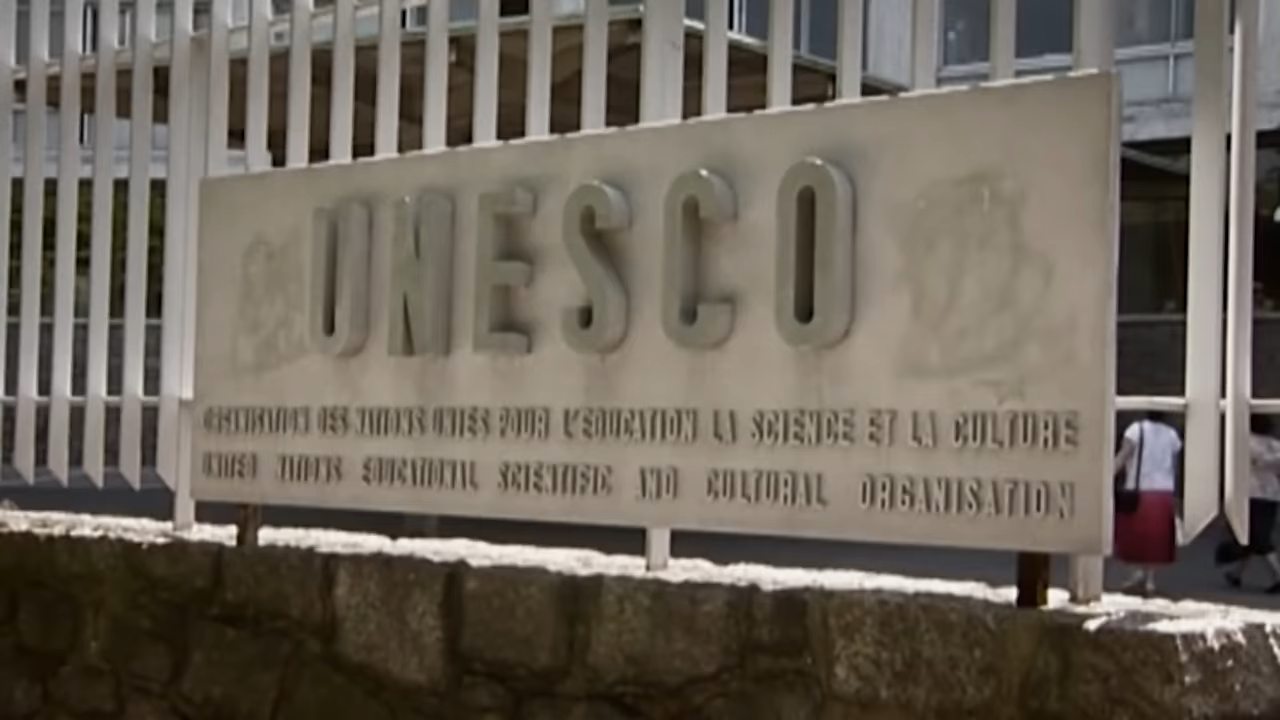 UNESCO
ORGANISATION DES NATIONS UNIES POUR L'EDUCATION LA SCIENCE ET LA CULTURE
UNITED NATIONS EDUCATIONAL SCIENTIFIC AND CULTURAL ORGANISATION